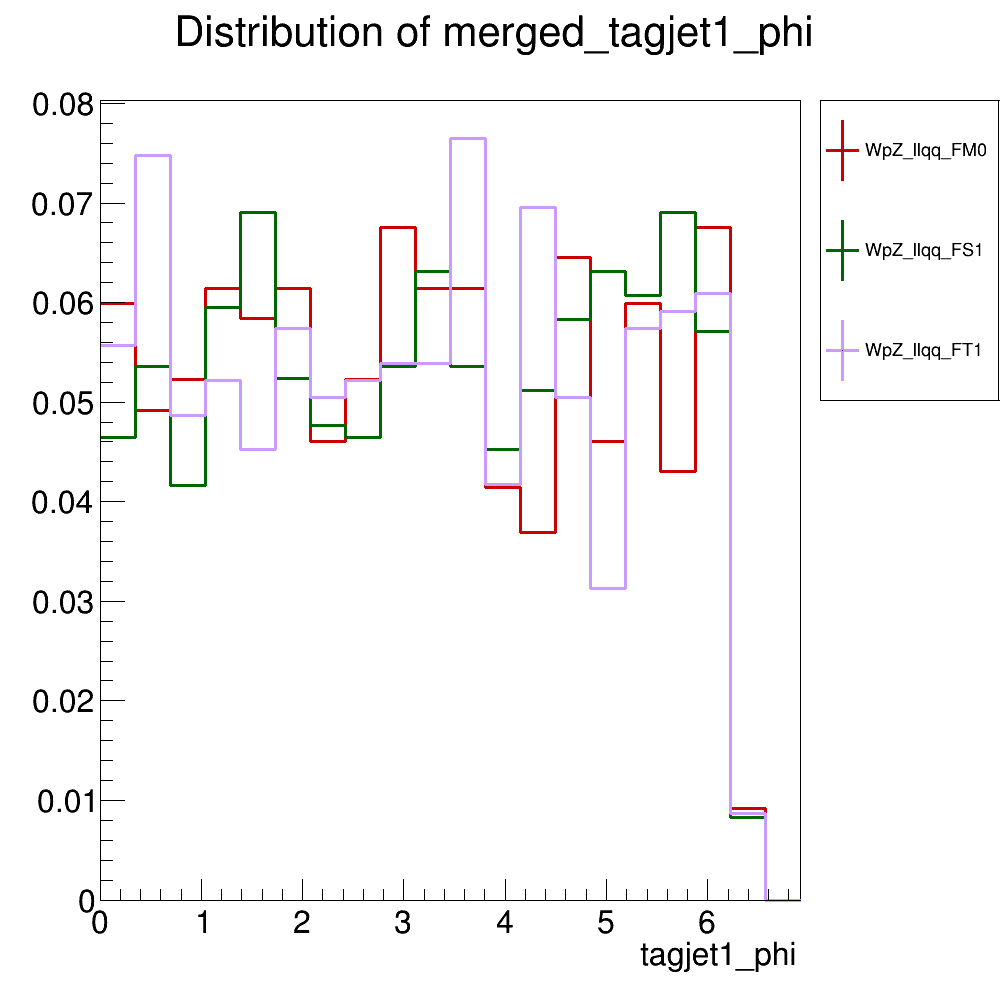 Distribution of merged_tagjet1_phi
0.08
0.07
0.06
0.05
0.04
0.03
0.02
0.01
0
0 1 2 3 4 5 6
tagjet1_phi
WpZ_llqq_FM0
WpZ_llqq_FS1
WpZ_llqq_FT1